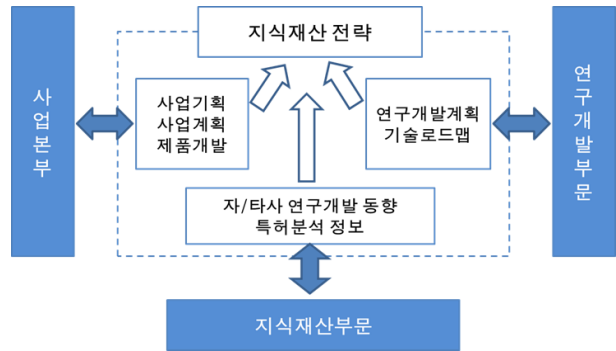 지식재산 전략
사업본부
사업기획
사업계획
제품개발
연구개발계획
기술로드맵
연구개발부문
자/타사 연구개발 동향
특허분석 정보
지식재산부문